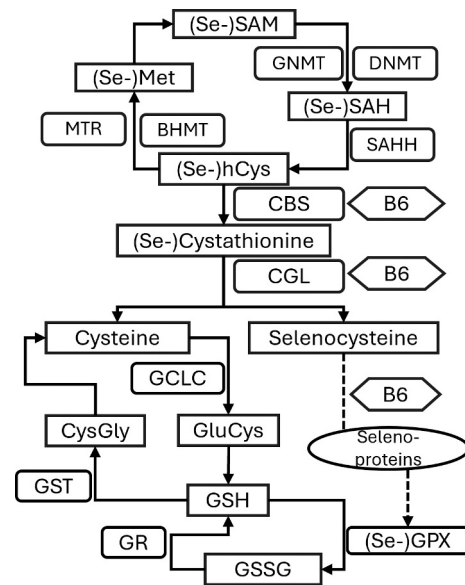 (Se-)SAM
GNMT
DNMT
(Se-)Met
(Se-)SAH
MTR
BHMT
SAHH
(Se-)hCys
CBS
B6
(Se-)Cystathionine
CGL
B6
Cysteine
Selenocysteine
GCLC
B6
CysGly
GluCys
Seleno-
proteins
GST
GSH
GR
(Se-)GPX
GSSG